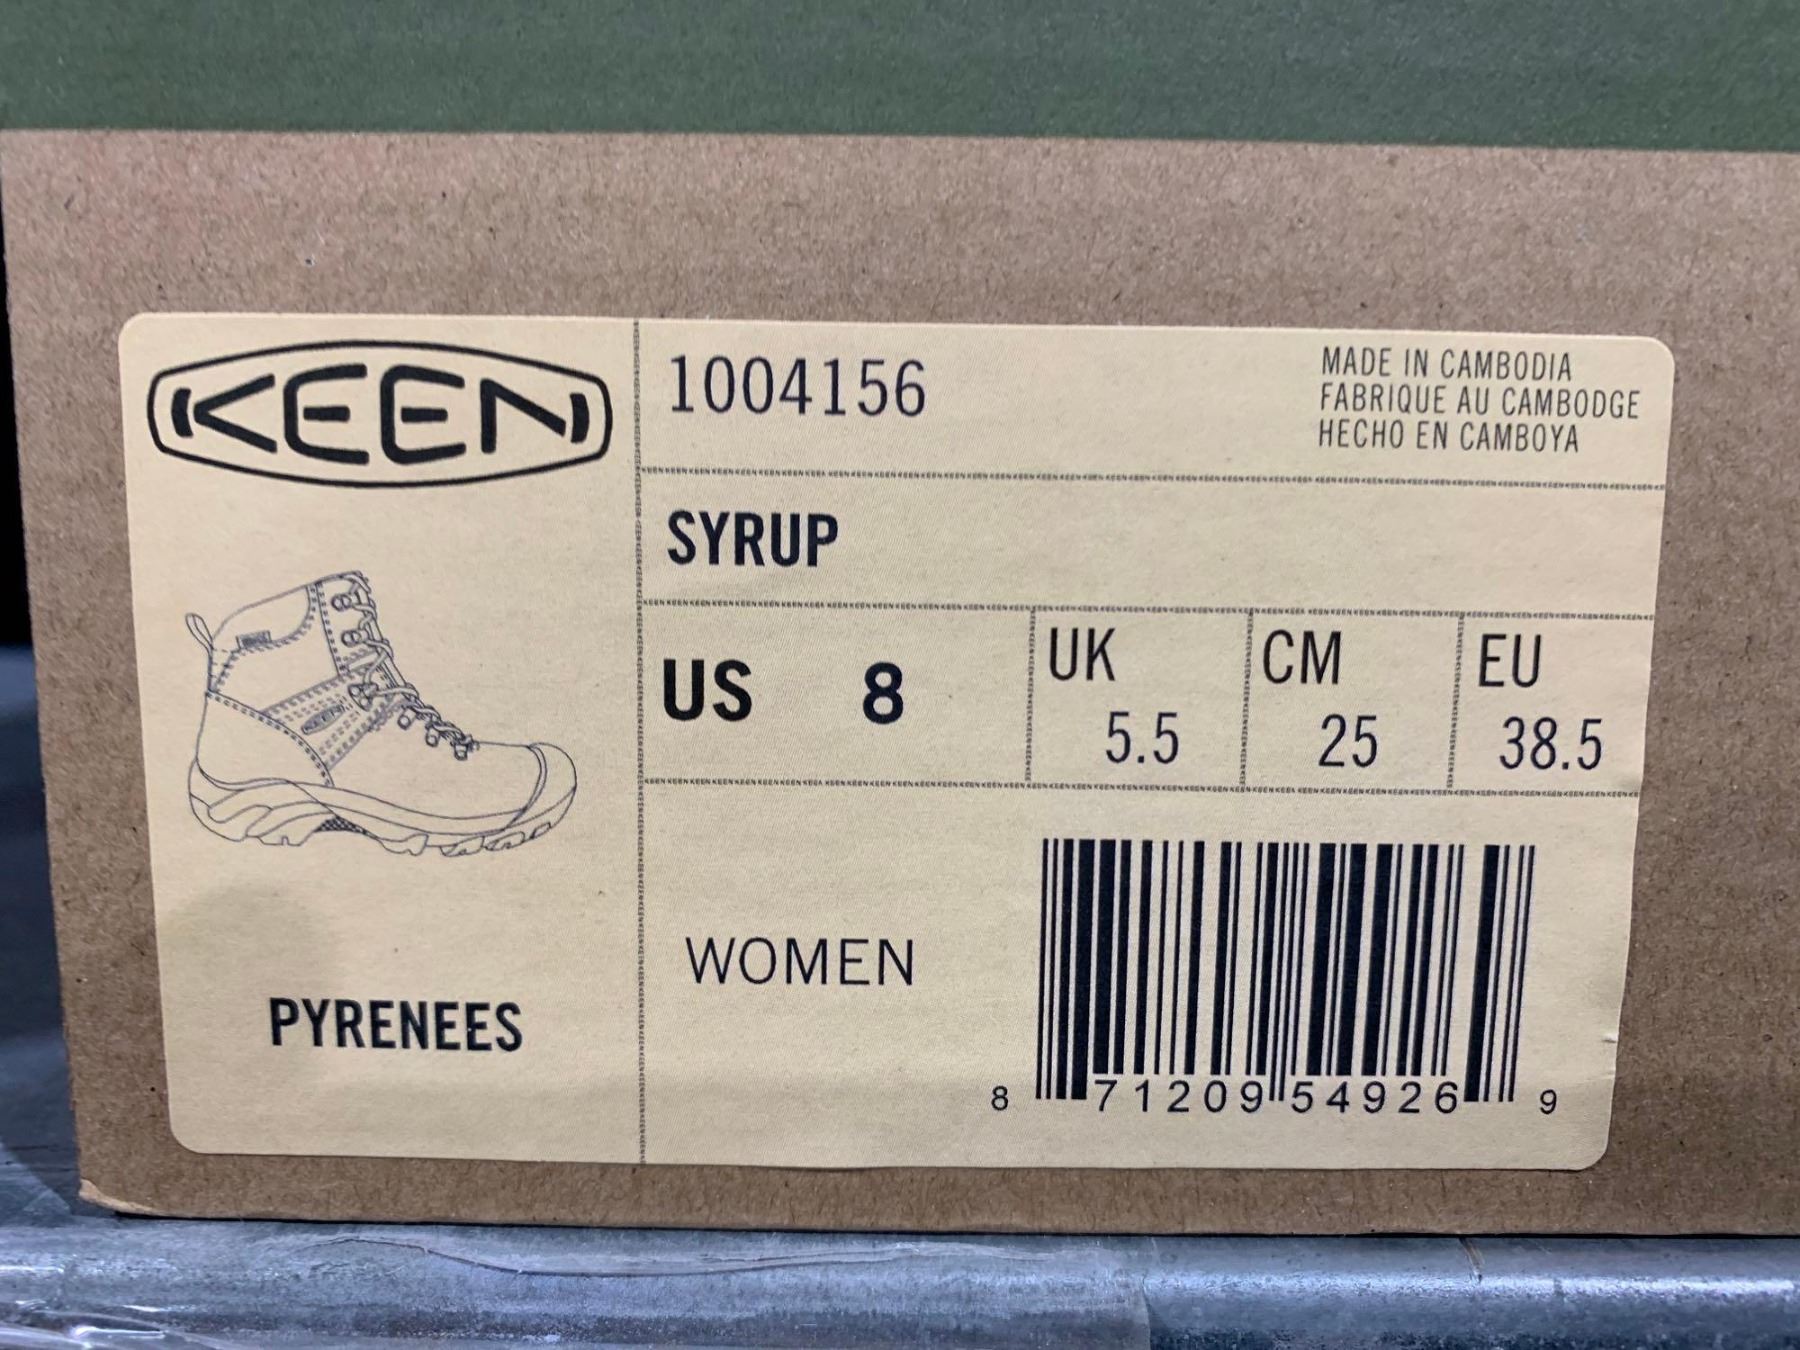 KEEN
1004156
MADE IN CAMBODIA
FABRIQUE AU CAMBODGE
HECHO EN CAMBOYA
SYRUP
US 8
UK 5.5
CM 25
EU 38.5
KEEN
PYRENEES
WOMEN
8 71209 54926 9